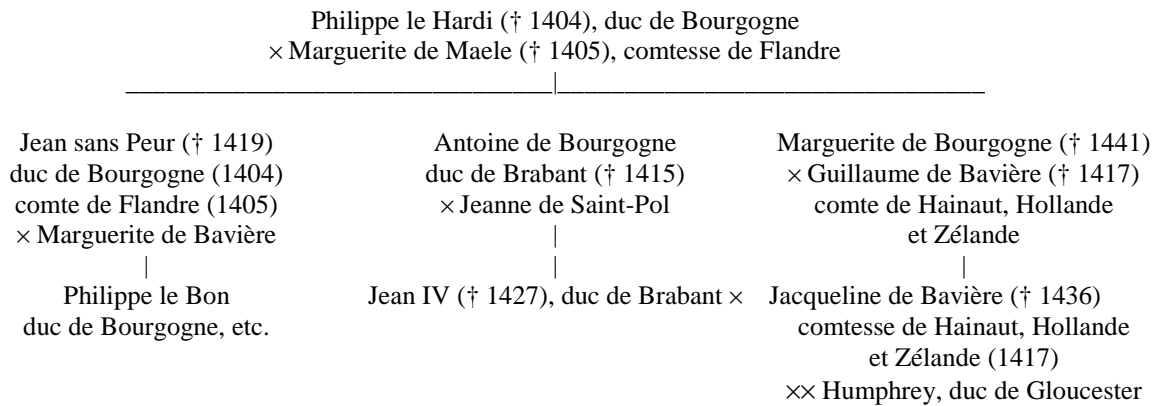 Philippe le Hardi († 1404), duc de Bourgogne
× Marguerite de Maele († 1405), comtesse de Flandre
Jean sans Peur († 1419)
duc de Bourgogne (1404)
comte de Flandre (1405)
× Marguerite de Bavière
Antoine de Bourgogne
duc de Brabant († 1415)
× Jeanne de Saint-Pol
Marguerite de Bourgogne († 1441)
× Guillaume de Bavière († 1417)
comte de Hainaut, Hollande
et Zélande
Philippe le Bon
duc de Bourgogne, etc.
Jean IV († 1427), duc de Brabant ×
Jacqueline de Bavière († 1436)
comtesse de Hainaut, Hollande
et Zélande (1417)
×× Humphrey, duc de Gloucester